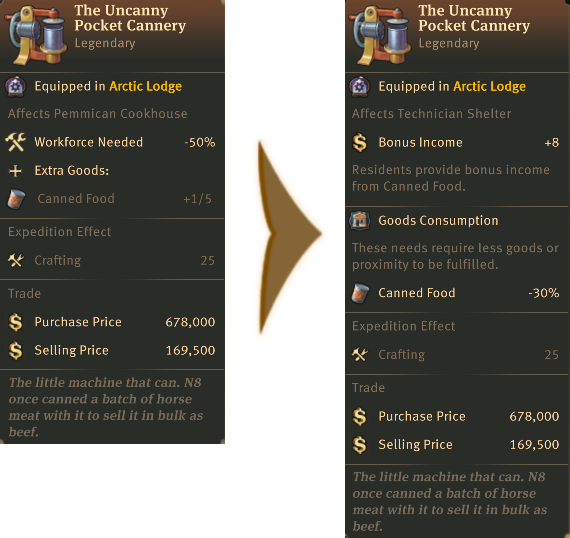 The Uncanny
Pocket Cannery
Legendary
Equipped in Arctic Lodge
Affects Pemmican Cookhouse
Workforce Needed -50%
Extra Goods:
Canned Food +1/5
Expedition Effect
Crafting 25
Trade
Purchase Price 678,000
Selling Price 169,500
The little machine that can. N8
once canned a batch of horse
meat with it to sell it in bulk as
beef.
The Uncanny
Pocket Cannery
Legendary
Equipped in Arctic Lodge
Affects Technician Shelter
Bonus Income +8
Residents provide bonus income
from Canned Food.
Goods Consumption
These needs require less goods or
proximity to be fulfilled.
Canned Food -30%
Expedition Effect
Crafting 25
Trade
Purchase Price 678,000
Selling Price 169,500
The little machine that can. N8
once canned a batch of horse
meat with it to sell it in bulk as
beef.